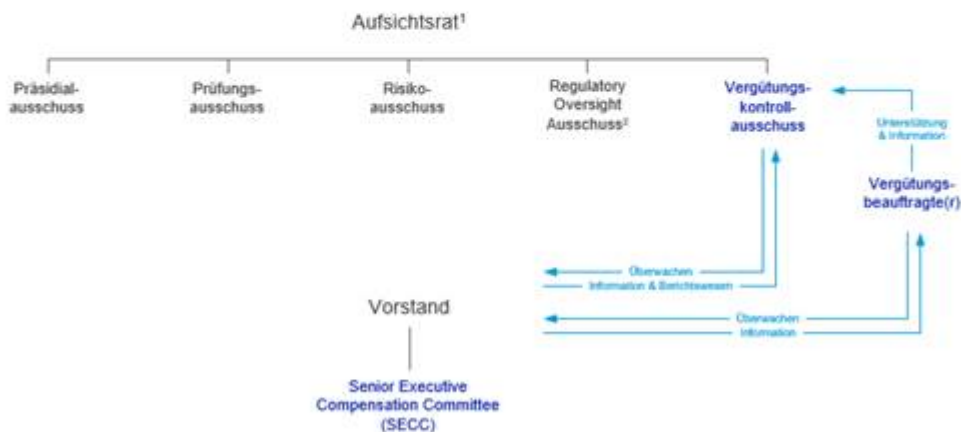 Aufsichtsrat¹
Präsidial-
ausschuss
Prüfungs-
ausschuss
Risiko-
ausschuss
Regulatory
Oversight
Ausschuss²
Vergütungs-
kontroll-
ausschuss
Unterstützung
& Information
Vergütungs-
beauftragte(r)
Überwachen
Information & Berichtswesen
Vorstand
Überwachen
Information
Senior Executive
Compensation Committee
(SECC)